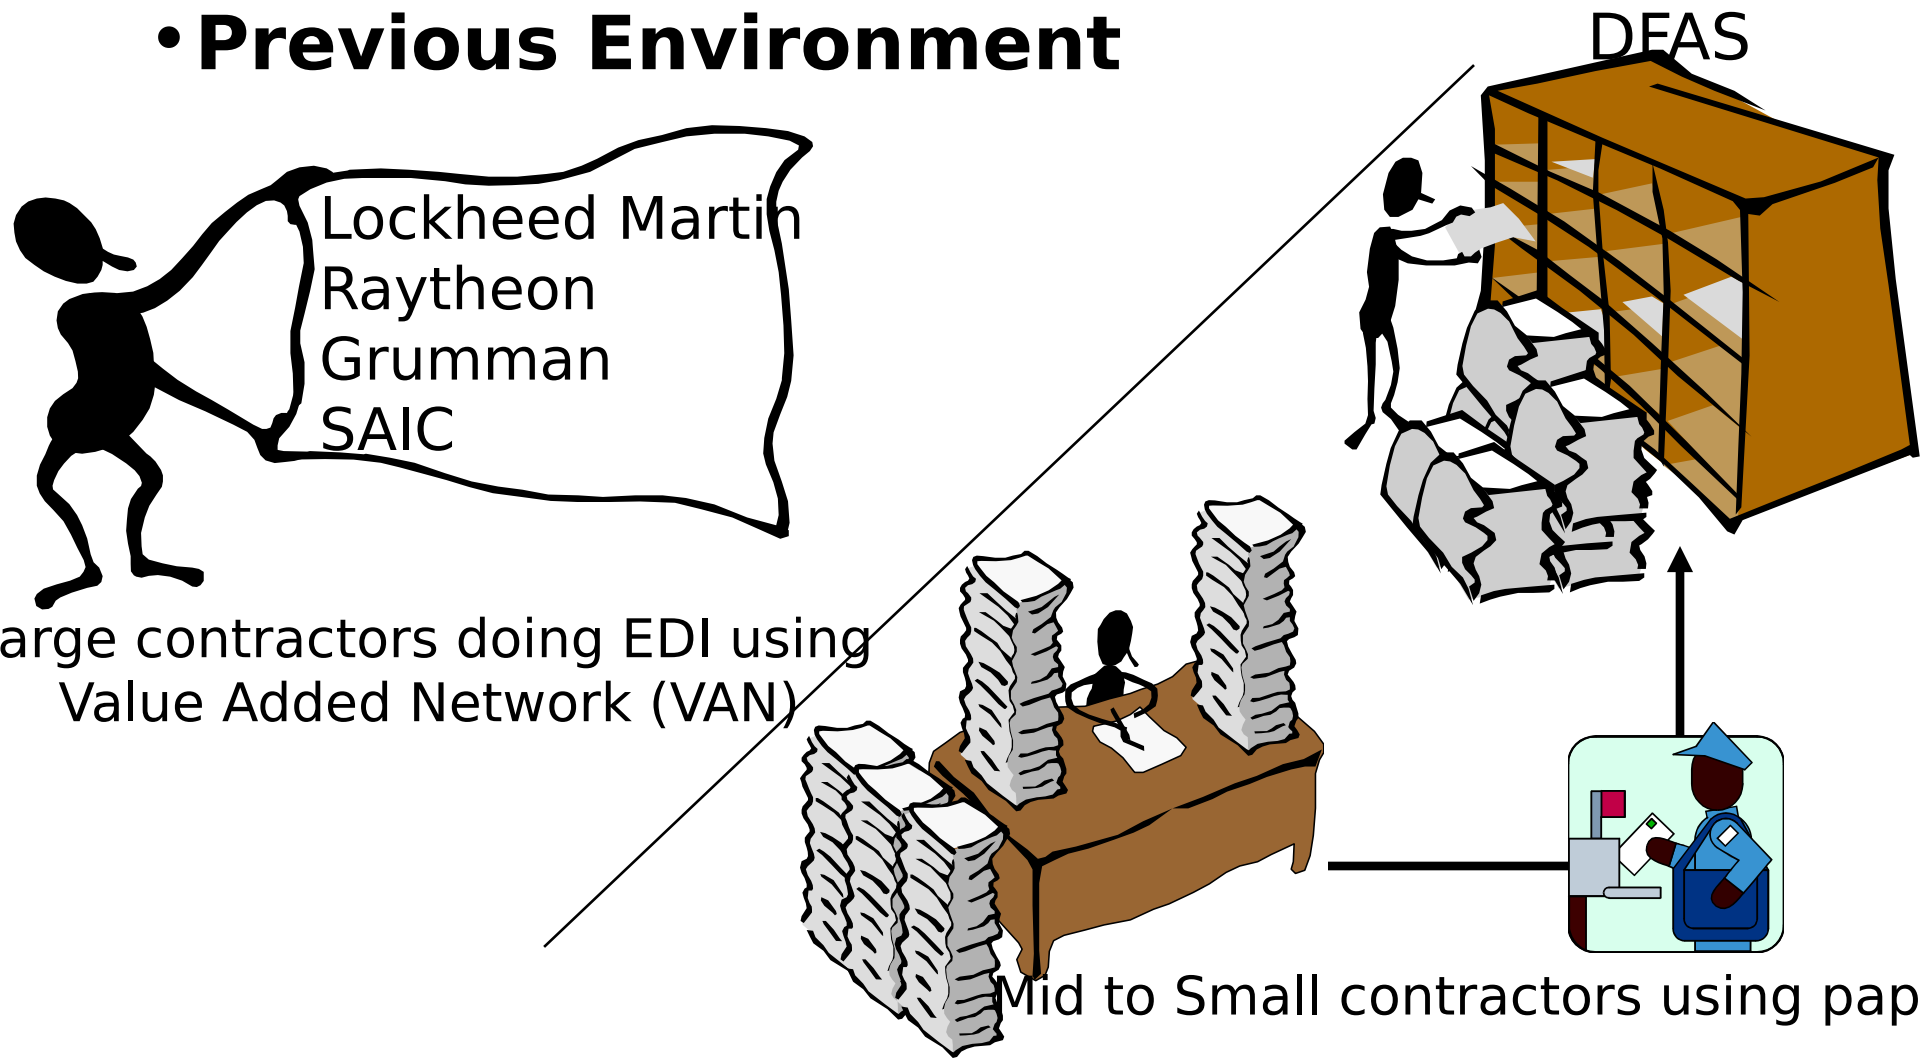 • Previous Environment
DFAS
Lockheed Martin
Raytheon
Grumman
SAIC
arge contractors doing EDI using
Value Added Network (VAN)
Mid to Small contractors using pap